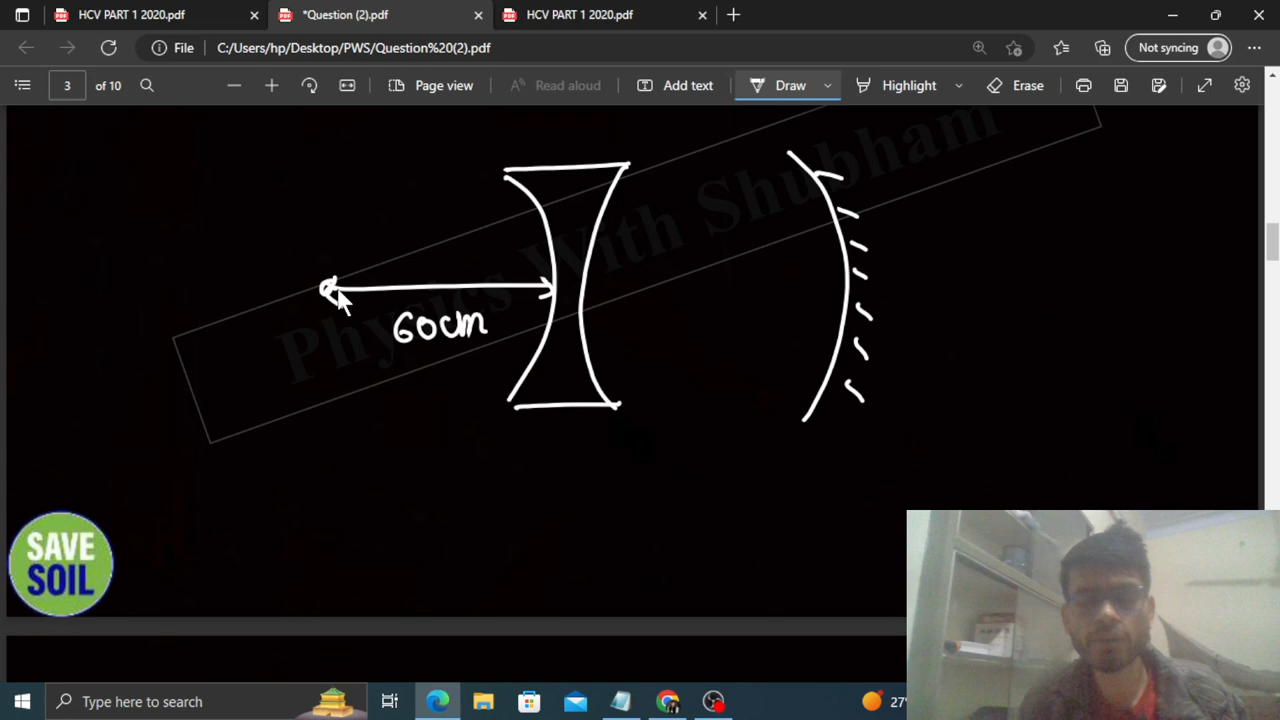 HCV PART 1 2020.pdf
*Question (2).pdf
HCV PART 1 2020.pdf
File
C:/Users/hp/Desktop/PWS/Question%20(2).pdf
Not syncing
3
of 10
Page view
Read aloud
Add text
Draw
Highlight
Erase
Physics With Shubham
60cm
SAVE
SOIL
Type here to search
27°